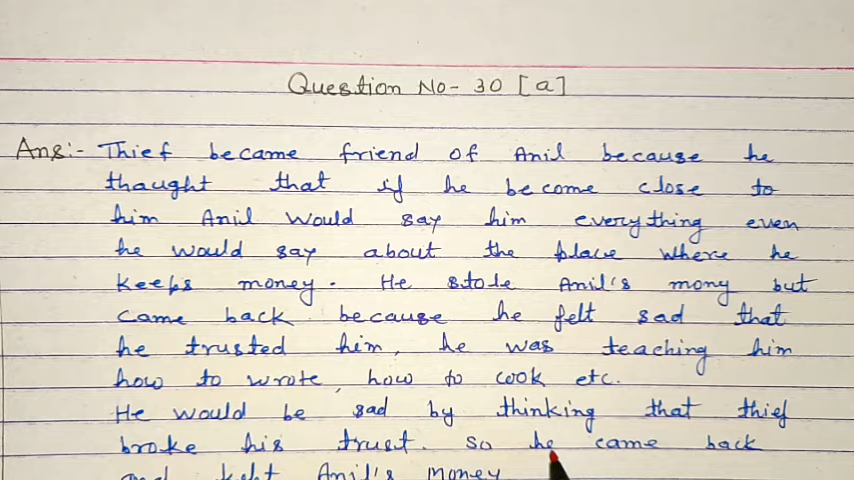 Question No- 30 [a]
Ans:- Thief became friend of Anil because he
thaught that if he become close to
him Anil would say him everything even
he would say about the place where he
keeps money. He stole Anil's mony but
came back because he felt sad that
he trusted him, he was teaching him
how to wrote, how to cook etc.
He would be sad by thinking that thief
broke his trust. so he came back
and kept Anil's money